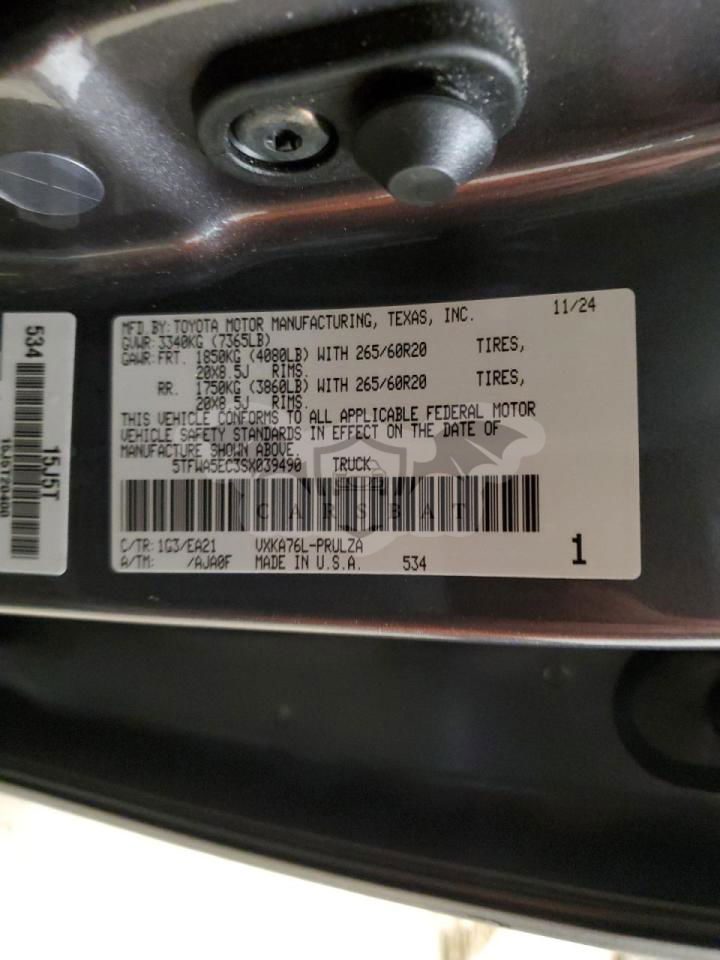 MFD.BY:TOYOTA MOTOR MANUFACTURING, TEXAS, INC. 11/24
GVWR:3340KG (7365LB)
GAWR:FRT. 1850KG (4080LB) WITH 265/60R20 TIRES,
20X8.5J RIMS.
RR. 1750KG (3860LB) WITH 265/60R20 TIRES,
20X8.5J RIMS.
THIS VEHICLE CONFORMS TO ALL APPLICABLE FEDERAL MOTOR
VEHICLE SAFETY STANDARDS IN EFFECT ON THE DATE OF
MANUFACTURE SHOWN ABOVE.
5TFWA5EC3SX039490 TRUCK
CARSBAT
C/TR:1G3/EA21 VXKA76L-PRULZA
A/TM: /AJA0F MADE IN U.S.A. 534
1
534
15J5T